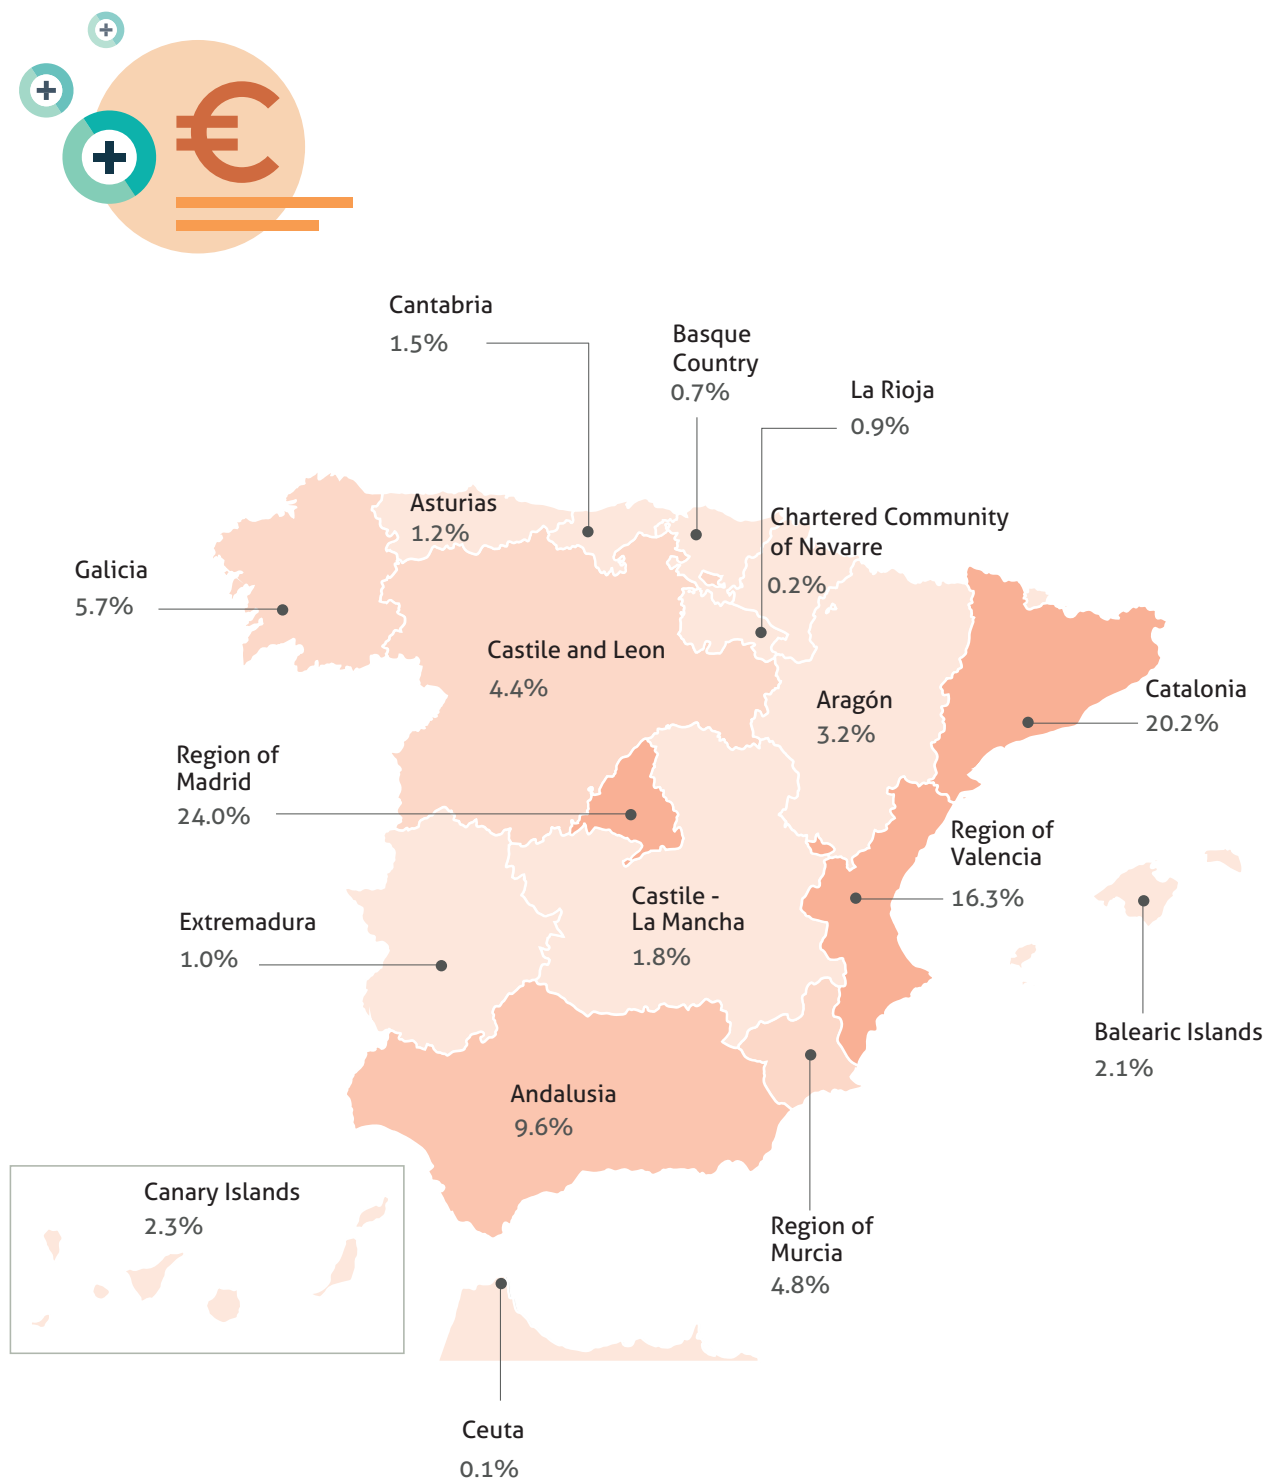 €
Cantabria
1.5%
Basque
Country
0.7%
La Rioja
0.9%
Asturias
1.2%
Chartered Community
of Navarre
0.2%
Galicia
5.7%
Castile and Leon
4.4%
Aragón
3.2%
Catalonia
20.2%
Region of
Madrid
24.0%
Region of
Valencia
16.3%
Castile -
La Mancha
1.8%
Extremadura
1.0%
Balearic Islands
2.1%
Andalusia
9.6%
Canary Islands
2.3%
Region of
Murcia
4.8%
Ceuta
0.1%